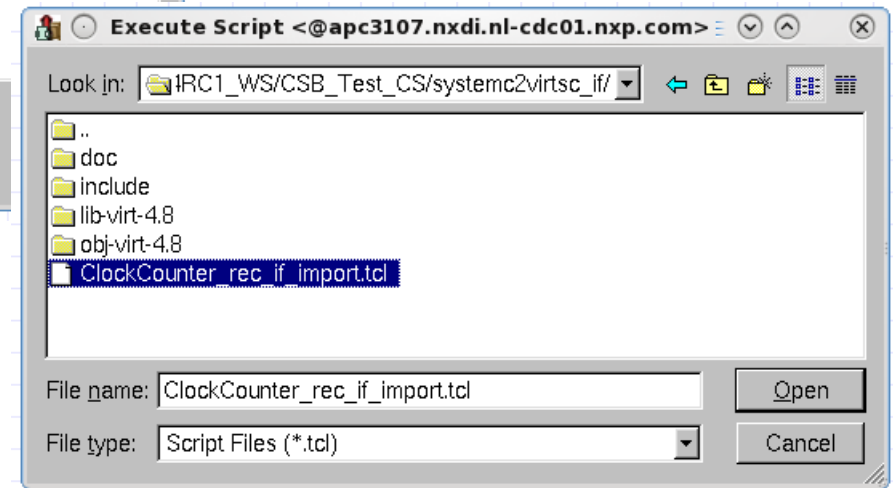 Execute Script <@apc3107.nxdi.nl-cdc01.nxp.com>
Look in: IRC1_WS/CSB_Test_CS/systemc2virtsc_if/
..
doc
include
lib-virt-4.8
obj-virt-4.8
ClockCounter_rec_if_import.tcl
File name: ClockCounter_rec_if_import.tcl
Open
File type: Script Files (*.tcl)
Cancel